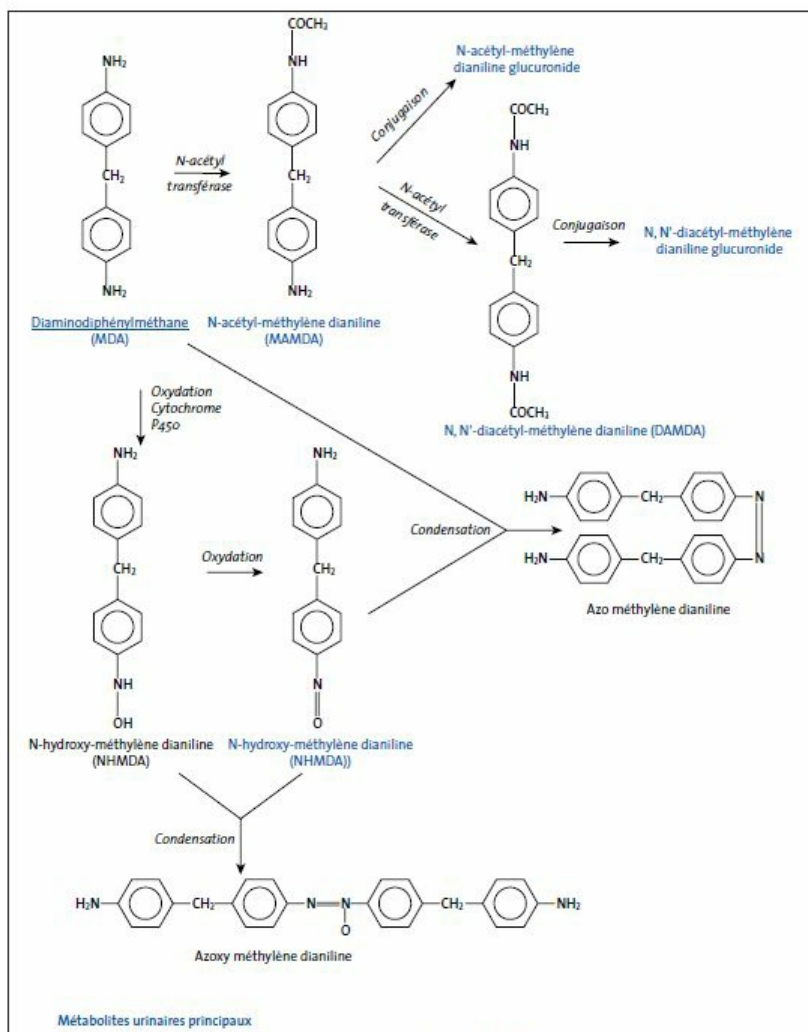 COCH₃
NH₂
NH
N-acétyl-méthylène
dianiline glucuronide
Conjugaison
COCH₃
NH
CH₂
N-acétyl
transférase
CH₂
N-acétyl
transférase
Conjugaison
N, N'-diacétyl-méthylène
dianiline glucuronide
CH₂
NH₂
NH₂
Diaminodiphénylméthane
(MDA)
N-acétyl-méthylène dianiline
(MAMDA)
NH
COCH₃
N, N'-diacétyl-méthylène dianiline (DAMDA)
Oxydation
Cytochrome
P450
NH₂
NH₂
H₂N
CH₂
N
Condensation
CH₂
Oxydation
CH₂
H₂N
CH₂
N
Azo méthylène dianiline
NH
N
OH
O
N-hydroxy-méthylène dianiline
(NHMDA)
N-hydroxy-méthylène dianiline
(NHMDA))
Condensation
H₂N
CH₂
N
N
CH₂
NH₂
O
Azoxy méthylène dianiline
Métabolites urinaires principaux